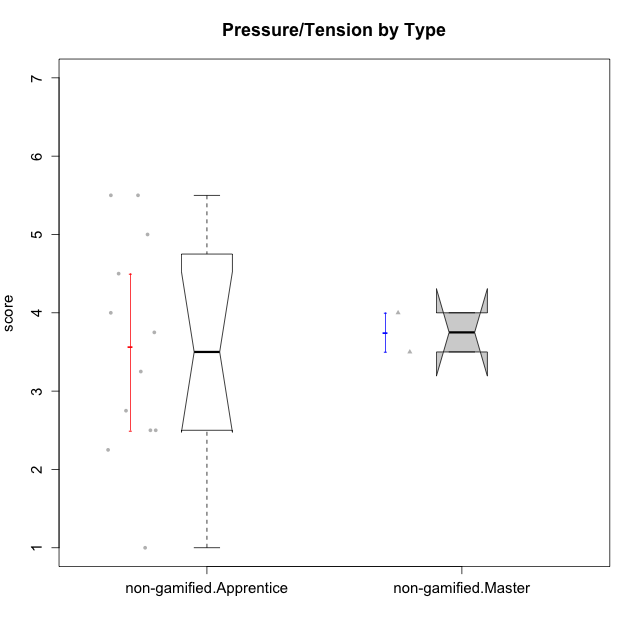 Pressure/Tension by Type
7
6
5
4
3
2
1
score
non-gamified.Apprentice
non-gamified.Master